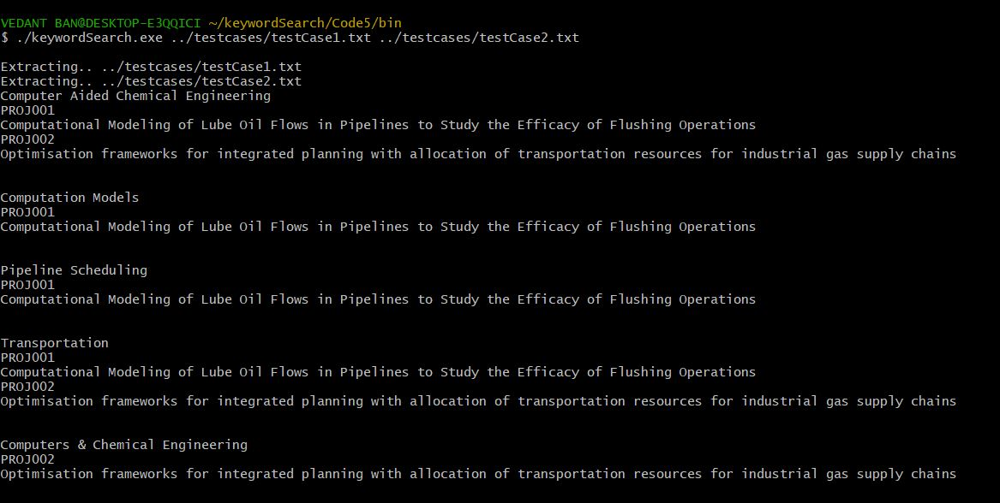 VEDANT BAN@DESKTOP-E3QQICI ~/keywordSearch/Code5/bin
$ ./keywordSearch.exe ../testcases/testCase1.txt ../testcases/testCase2.txt
Extracting.. ../testcases/testCase1.txt
Extracting.. ../testcases/testCase2.txt
Computer Aided Chemical Engineering
PROJ001
Computational Modeling of Lube Oil Flows in Pipelines to Study the Efficacy of Flushing Operations
PROJ002
Optimisation frameworks for integrated planning with allocation of transportation resources for industrial gas supply chains
Computation Models
PROJ001
Computational Modeling of Lube Oil Flows in Pipelines to Study the Efficacy of Flushing Operations
Pipeline Scheduling
PROJ001
Computational Modeling of Lube Oil Flows in Pipelines to Study the Efficacy of Flushing Operations
Transportation
PROJ001
Computational Modeling of Lube Oil Flows in Pipelines to Study the Efficacy of Flushing Operations
PROJ002
Optimisation frameworks for integrated planning with allocation of transportation resources for industrial gas supply chains
Computers & Chemical Engineering
PROJ002
Optimisation frameworks for integrated planning with allocation of transportation resources for industrial gas supply chains